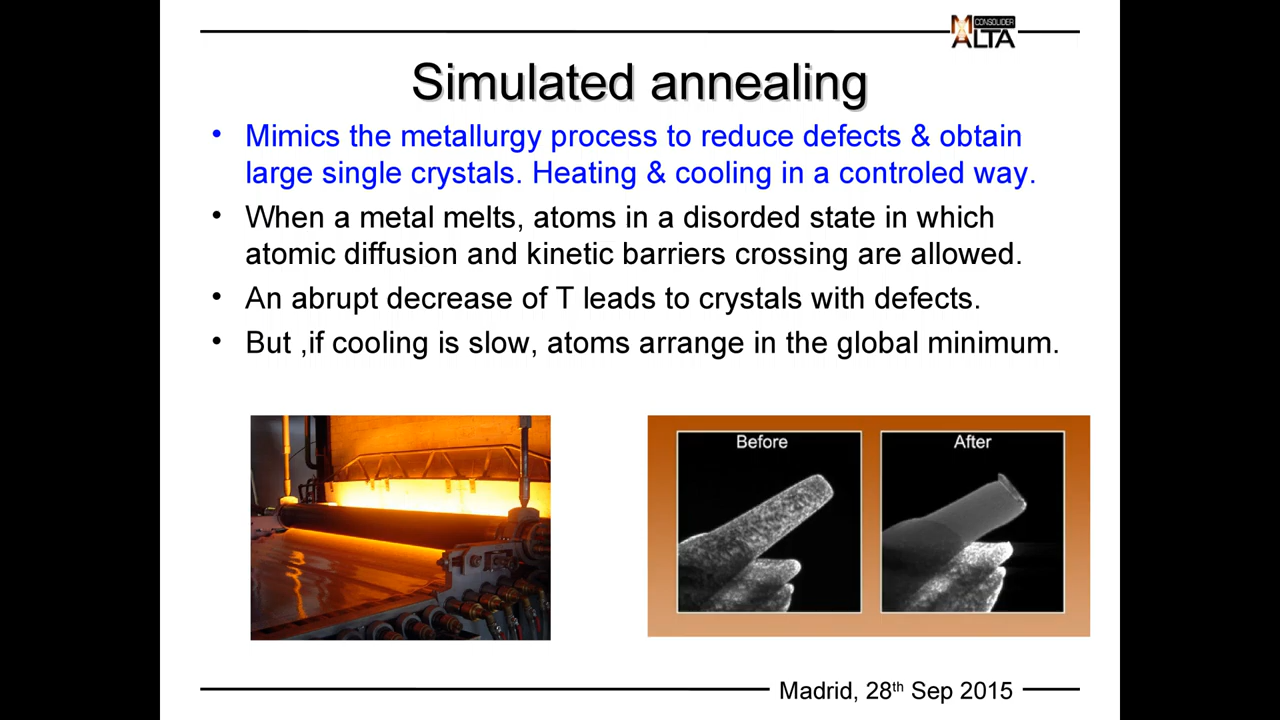 CONSOLIDER
MALTA
Simulated annealing
• Mimics the metallurgy process to reduce defects & obtain
large single crystals. Heating & cooling in a controled way.
• When a metal melts, atoms in a disorded state in which
atomic diffusion and kinetic barriers crossing are allowed.
• An abrupt decrease of T leads to crystals with defects.
• But ,if cooling is slow, atoms arrange in the global minimum.
Before
After
Madrid, 28th Sep 2015